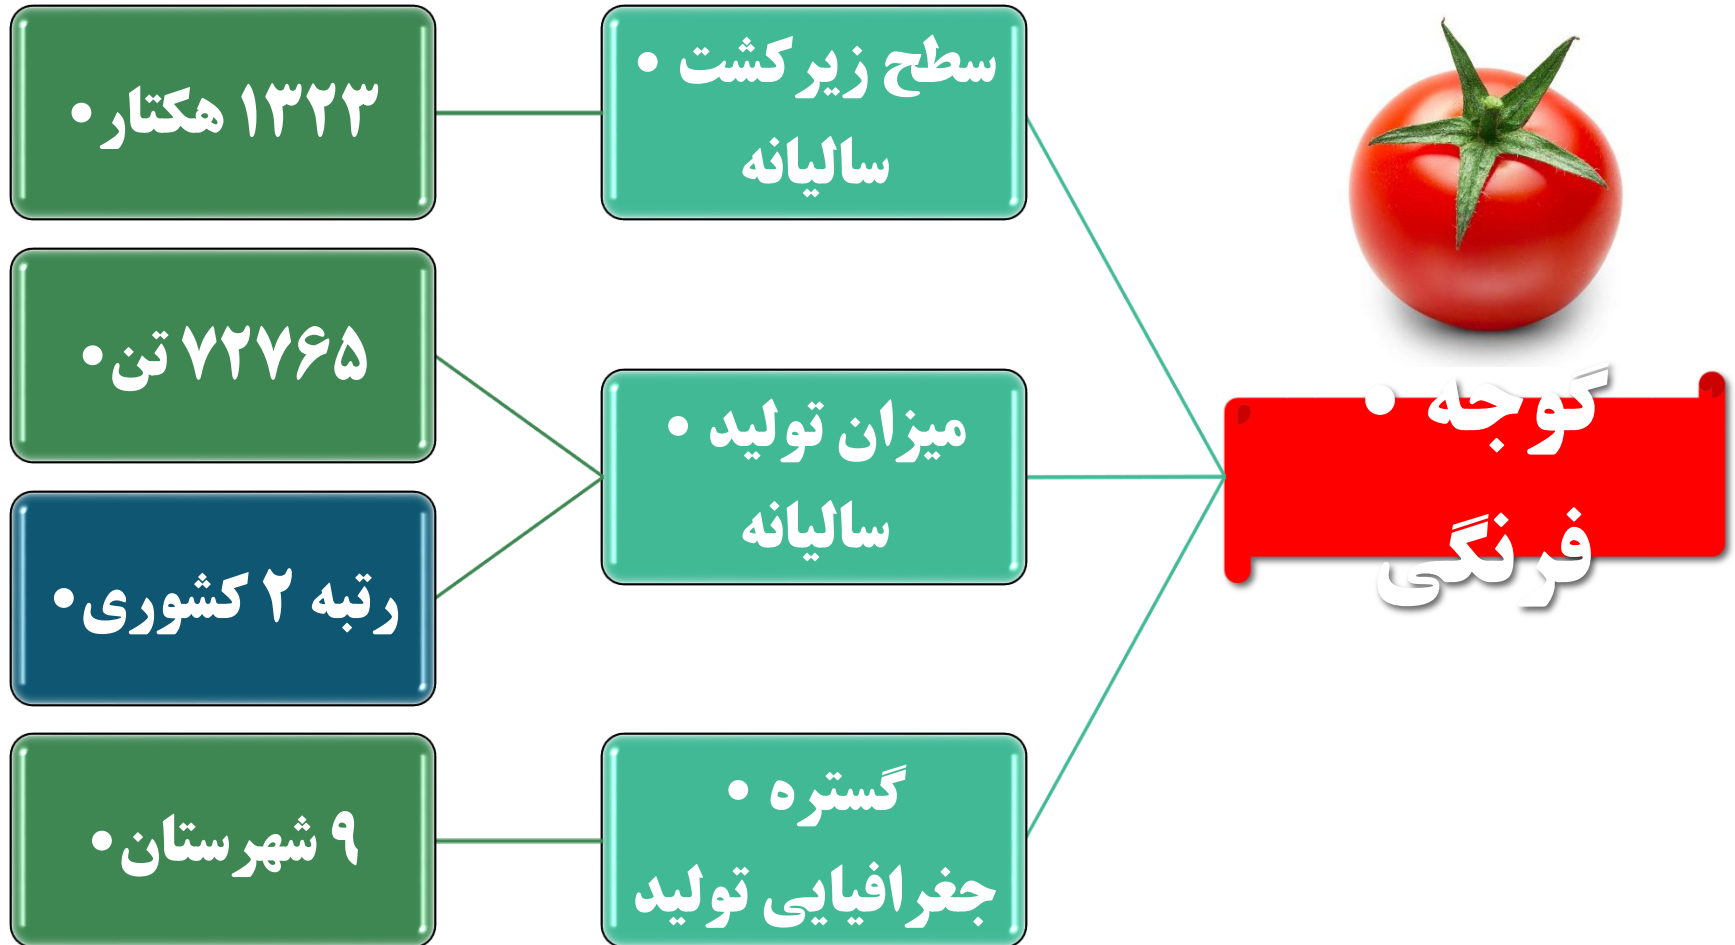 گوجه •
فرنگی
سطح زیر کشت •
سالیانه
۱۳۲۳ هکتار•
میزان تولید •
سالیانه
۷۲۷۶۵ تن•
رتبه ۲ کشوری•
گستره •
جغرافیایی تولید
۹ شهرستان•